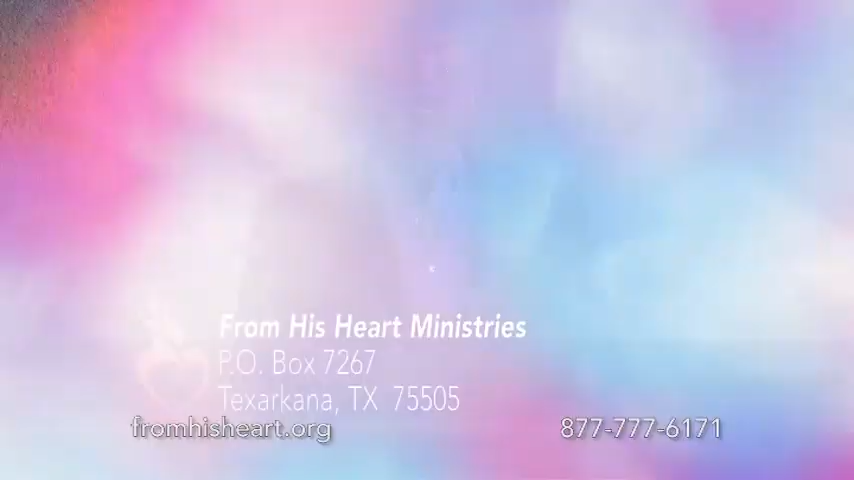 From His Heart Ministries
P.O. Box 7267
Texarkana, TX 75505
fromhisheart.org
877-777-6171